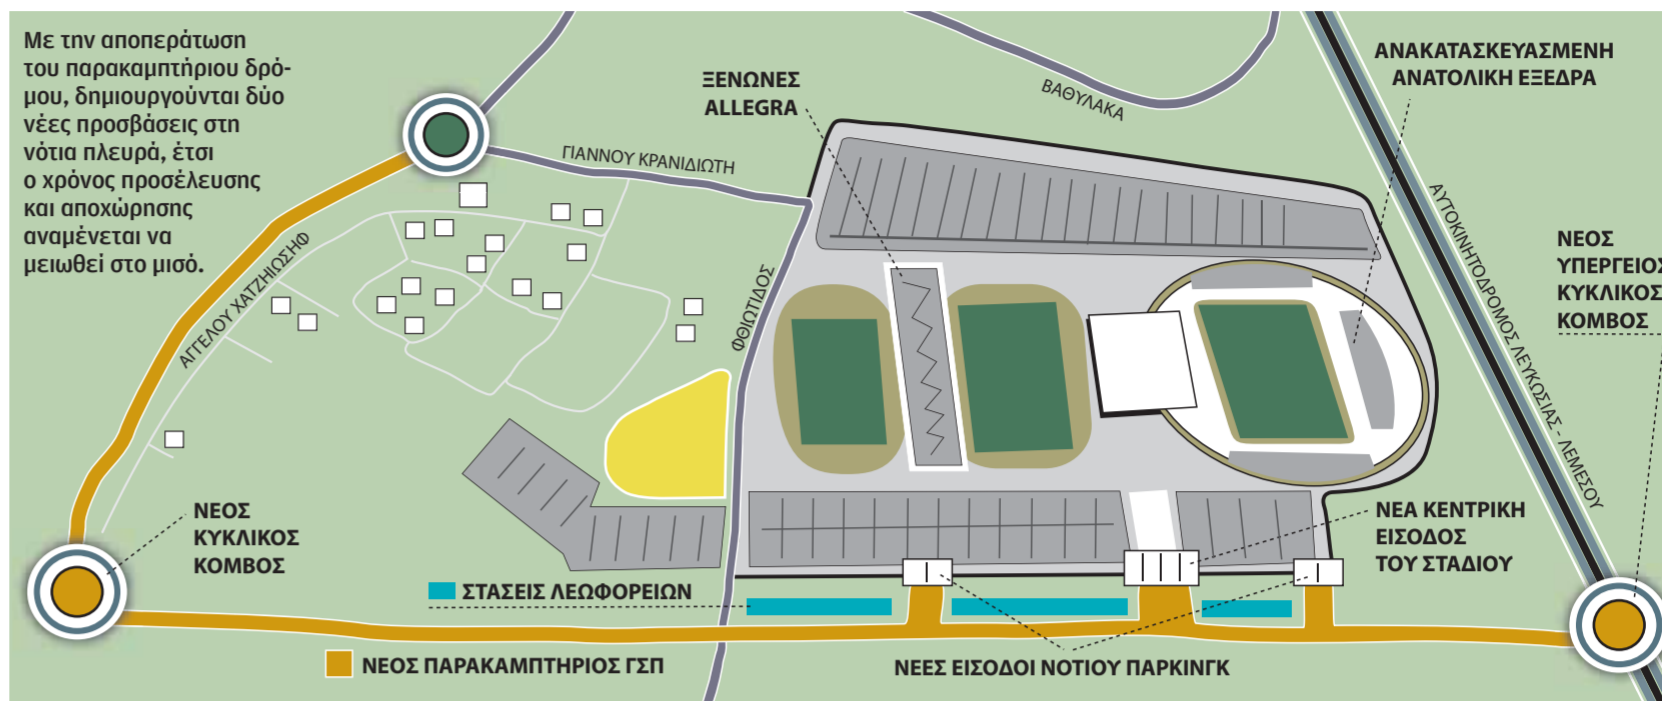 Με την αποπεράτωση
του παρακαμπτήριου δρό-
μου, δημιουργούνται δύο
νέες προσβάσεις στη
νότια πλευρά, έτσι
ο χρόνος προσέλευσης
και αποχώρησης
αναμένεται να
μειωθεί στο μισό.
ΞΕΝΩΝΕΣ
ALLEGRA
ΒΑΘΥΛΑΚΑ
ΑΝΑΚΑΤΑΣΚΕΥΑΣΜΕΝΗ
ΑΝΑΤΟΛΙΚΗ ΕΞΕΔΡΑ
ΓΙΑΝΝΟΥ ΚΡΑΝΙΔΙΩΤΗ
ΑΓΓΕΛΟΥ ΧΑΤΖΗΙΩΣΗΦ
ΦΘΙΩΤΙΔΟΣ
ΑΥΤΟΚΙΝΗΤΟΔΡΟΜΟΣ ΛΕΥΚΩΣΙΑΣ - ΛΕΜΕΣΟΥ
ΝΕΟΣ
ΥΠΕΡΓΕΙΟΣ
ΚΥΚΛΙΚΟΣ
ΚΟΜΒΟΣ
ΝΕΟΣ
ΚΥΚΛΙΚΟΣ
ΚΟΜΒΟΣ
ΝΕΑ ΚΕΝΤΡΙΚΗ
ΕΙΣΟΔΟΣ
ΤΟΥ ΣΤΑΔΙΟΥ
ΣΤΑΣΕΙΣ ΛΕΩΦΟΡΕΙΩΝ
ΝΕΟΣ ΠΑΡΑΚΑΜΠΤΗΡΙΟΣ ΓΣΠ
ΝΕΕΣ ΕΙΣΟΔΟΙ ΝΟΤΙΟΥ ΠΑΡΚΙΝΓΚ